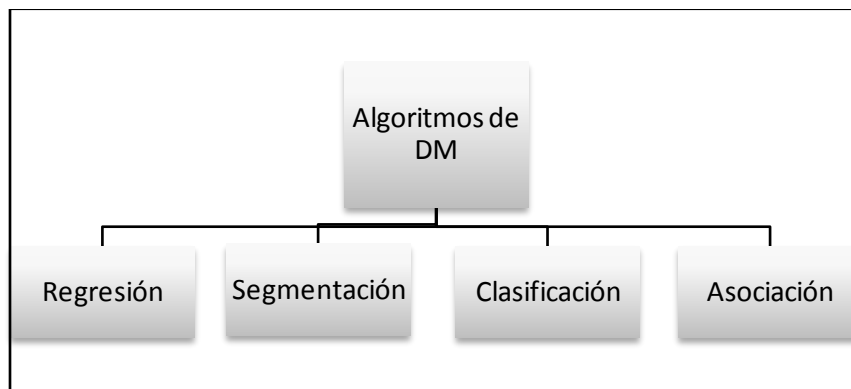 Algoritmos de
DM
Regresión
Segmentación
Clasificación
Asociación